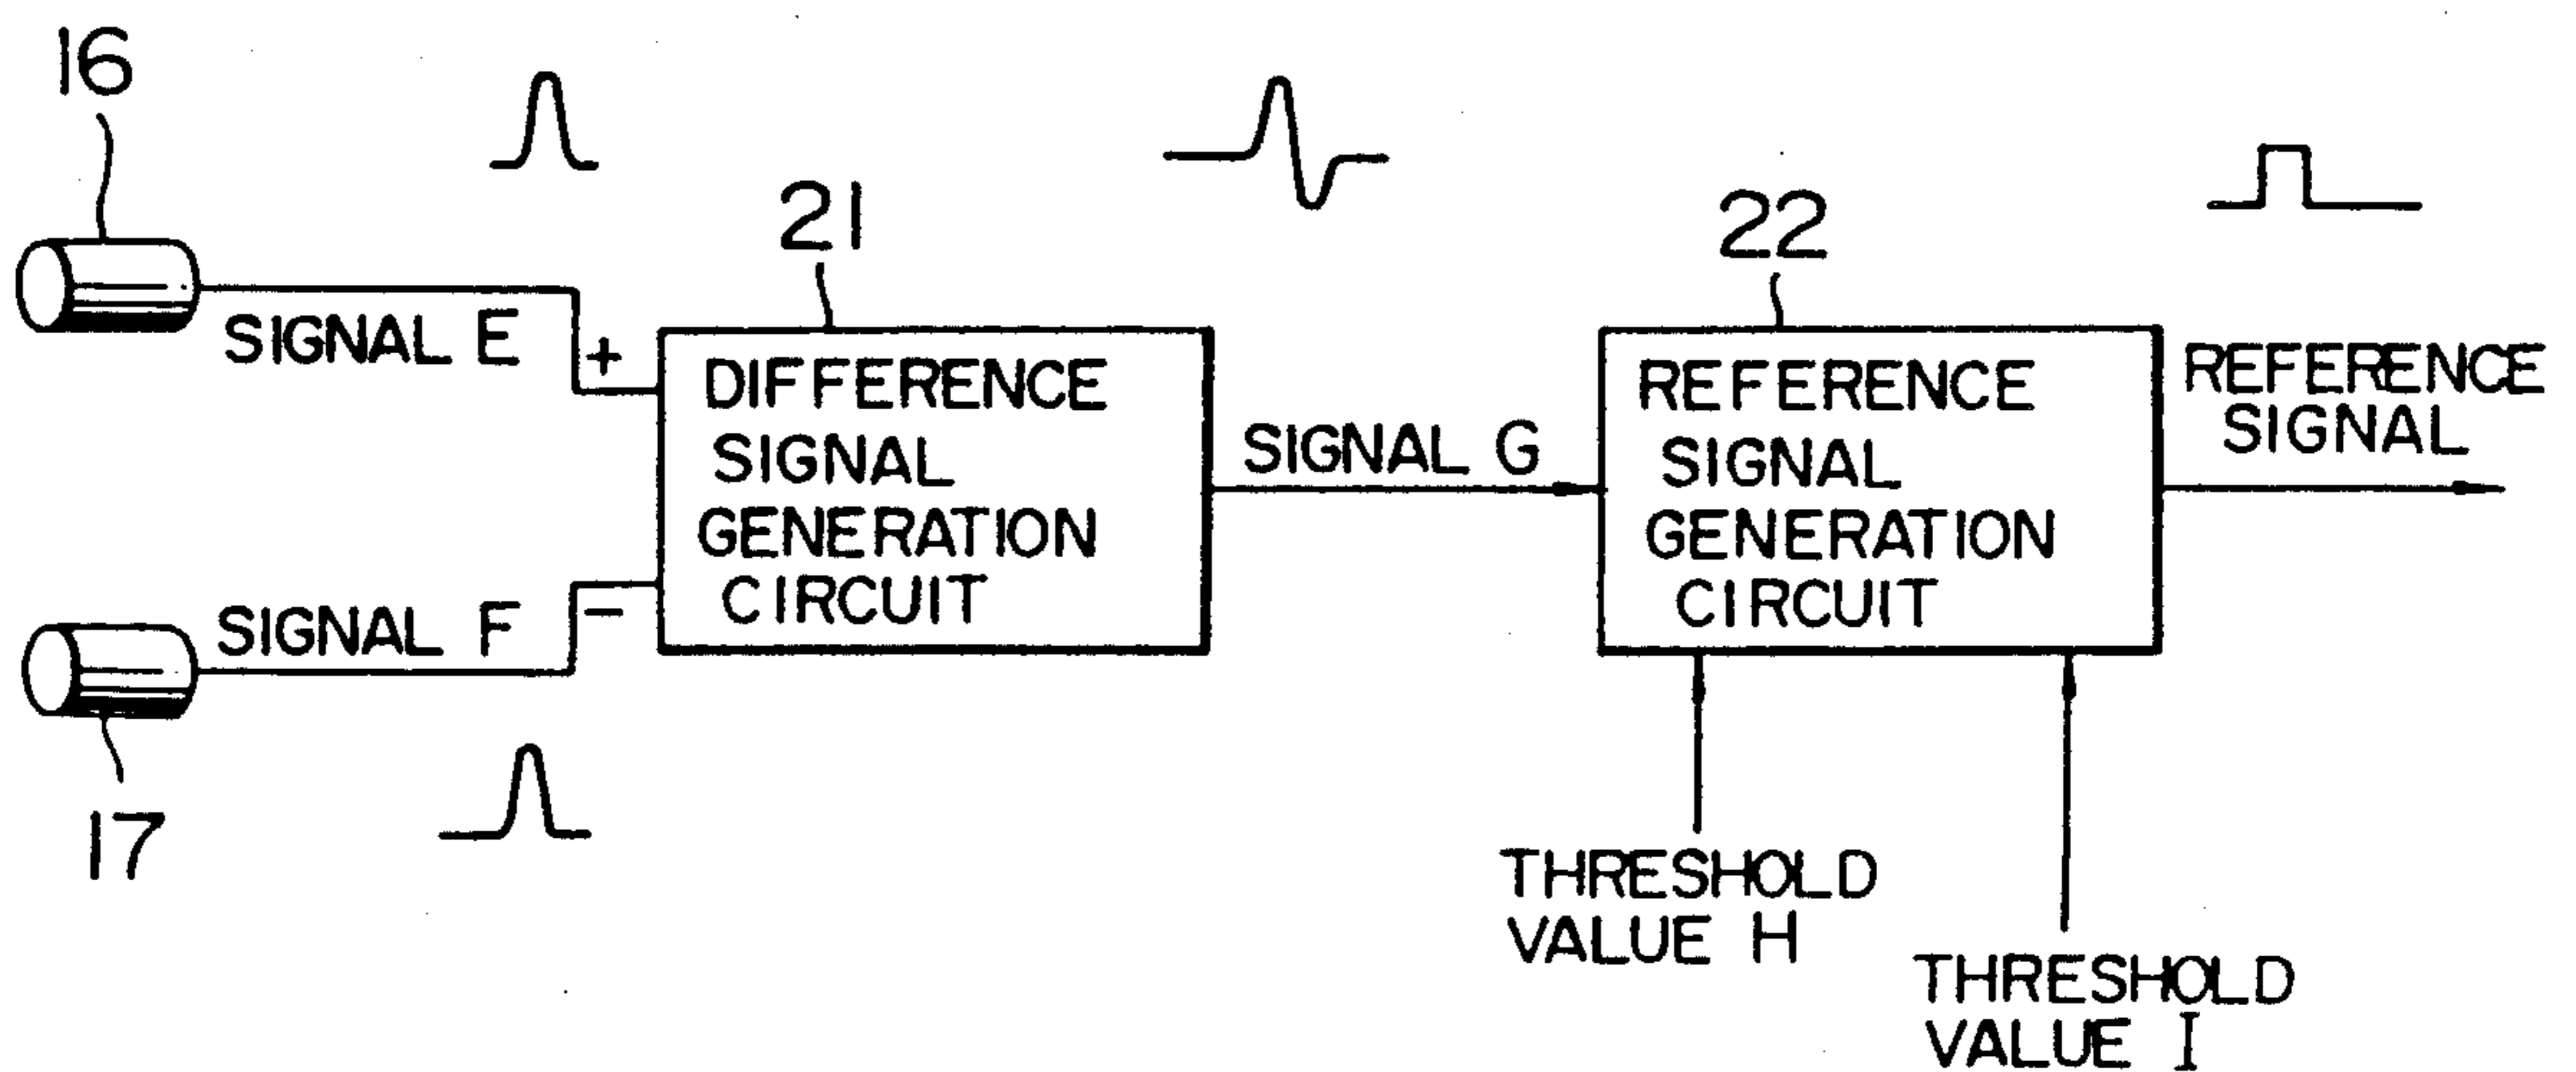 16
21
22
SIGNAL E
+
DIFFERENCE
SIGNAL
GENERATION
CIRCUIT
SIGNAL G
REFERENCE
SIGNAL
GENERATION
CIRCUIT
REFERENCE
SIGNAL
SIGNAL F
−
17
THRESHOLD
VALUE H
THRESHOLD
VALUE I